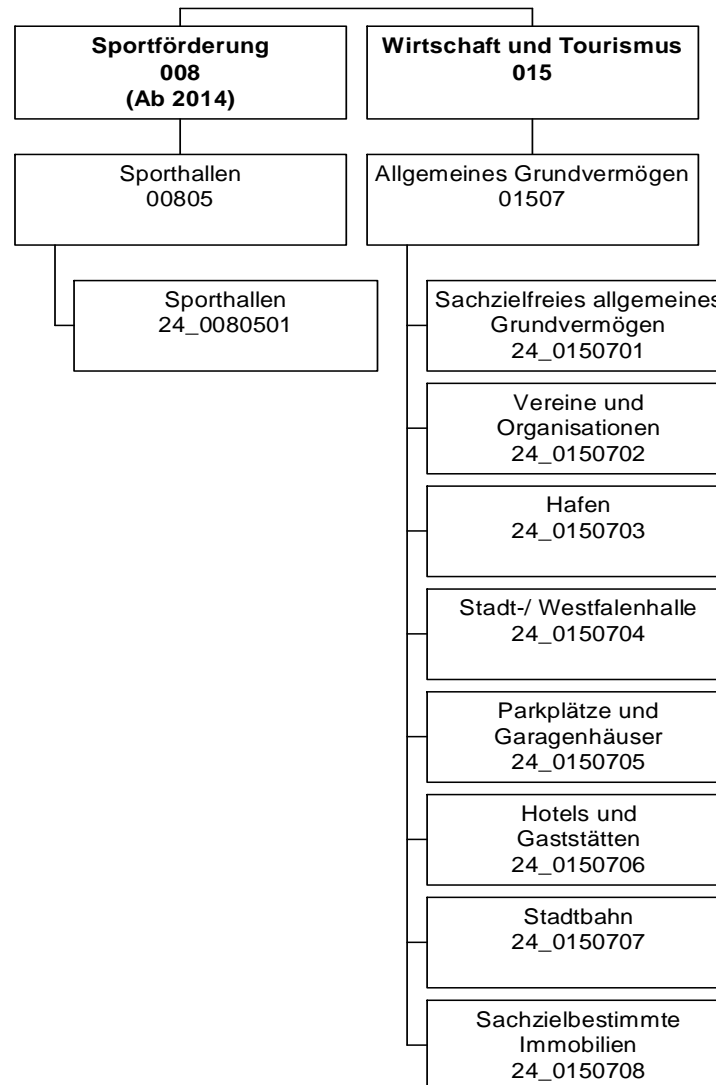 Sportförderung
008
(Ab 2014)
Wirtschaft und Tourismus
015
Sporthallen
00805
Allgemeines Grundvermögen
01507
Sporthallen
24_0080501
Sachzielfreies allgemeines
Grundvermögen
24_0150701
Vereine und
Organisationen
24_0150702
Hafen
24_0150703
Stadt-/ Westfalenhalle
24_0150704
Parkplätze und
Garagenhäuser
24_0150705
Hotels und
Gaststätten
24_0150706
Stadtbahn
24_0150707
Sachzielbestimmte
Immobilien
24_0150708